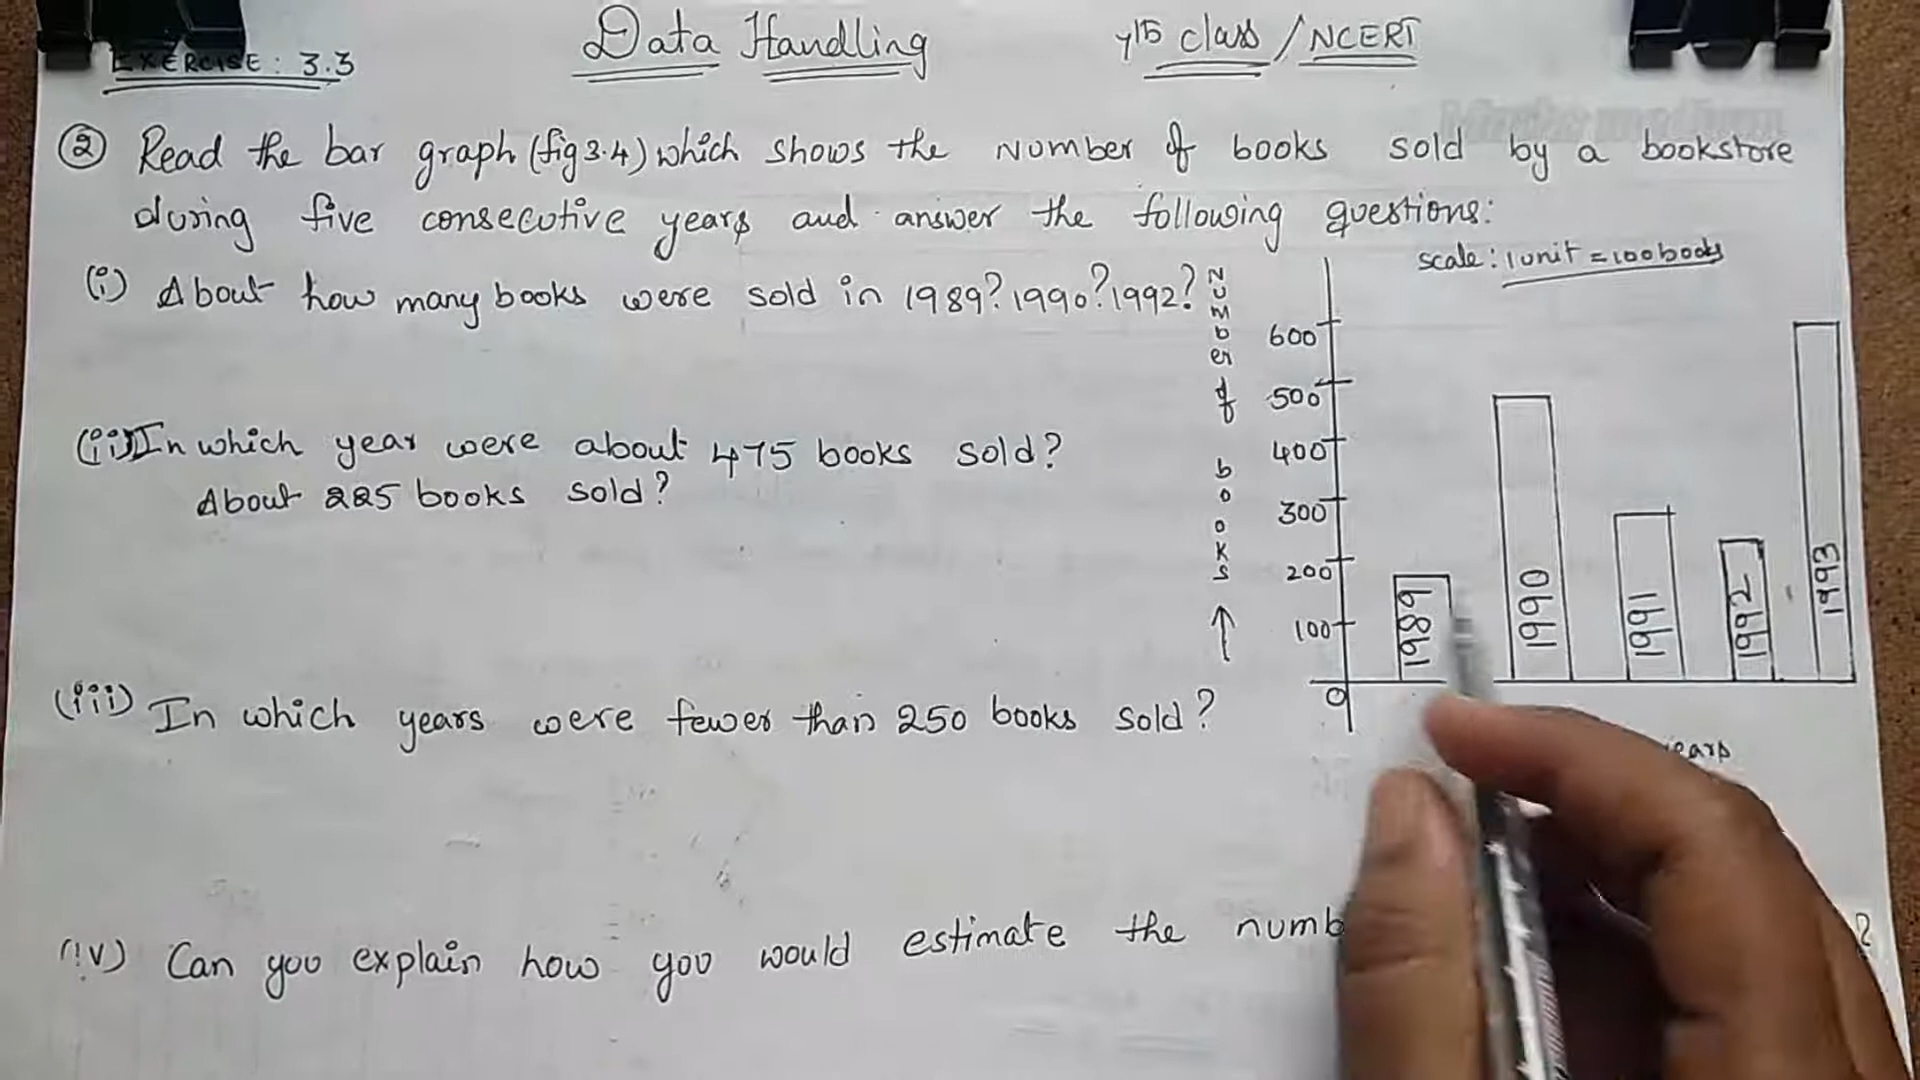 EXERCISE: 3.3
Data Handling
7th class / NCERT
② Read the bar graph (fig 3.4) which shows the Number of books sold by a bookstore
during five consecutive years and answer the following questions:
(i) About how many books were sold in 1989? 1990? 1992?
(ii) In which year were about 475 books sold?
About 225 books sold?
(iii) In which years were fewer than 250 books sold?
(iv) Can you explain how you would estimate the numb
?
scale: 1 unit = 100 books
Number of books
600
500
400
300
200
100
0
1989
1990
1991
1992
1993
ears